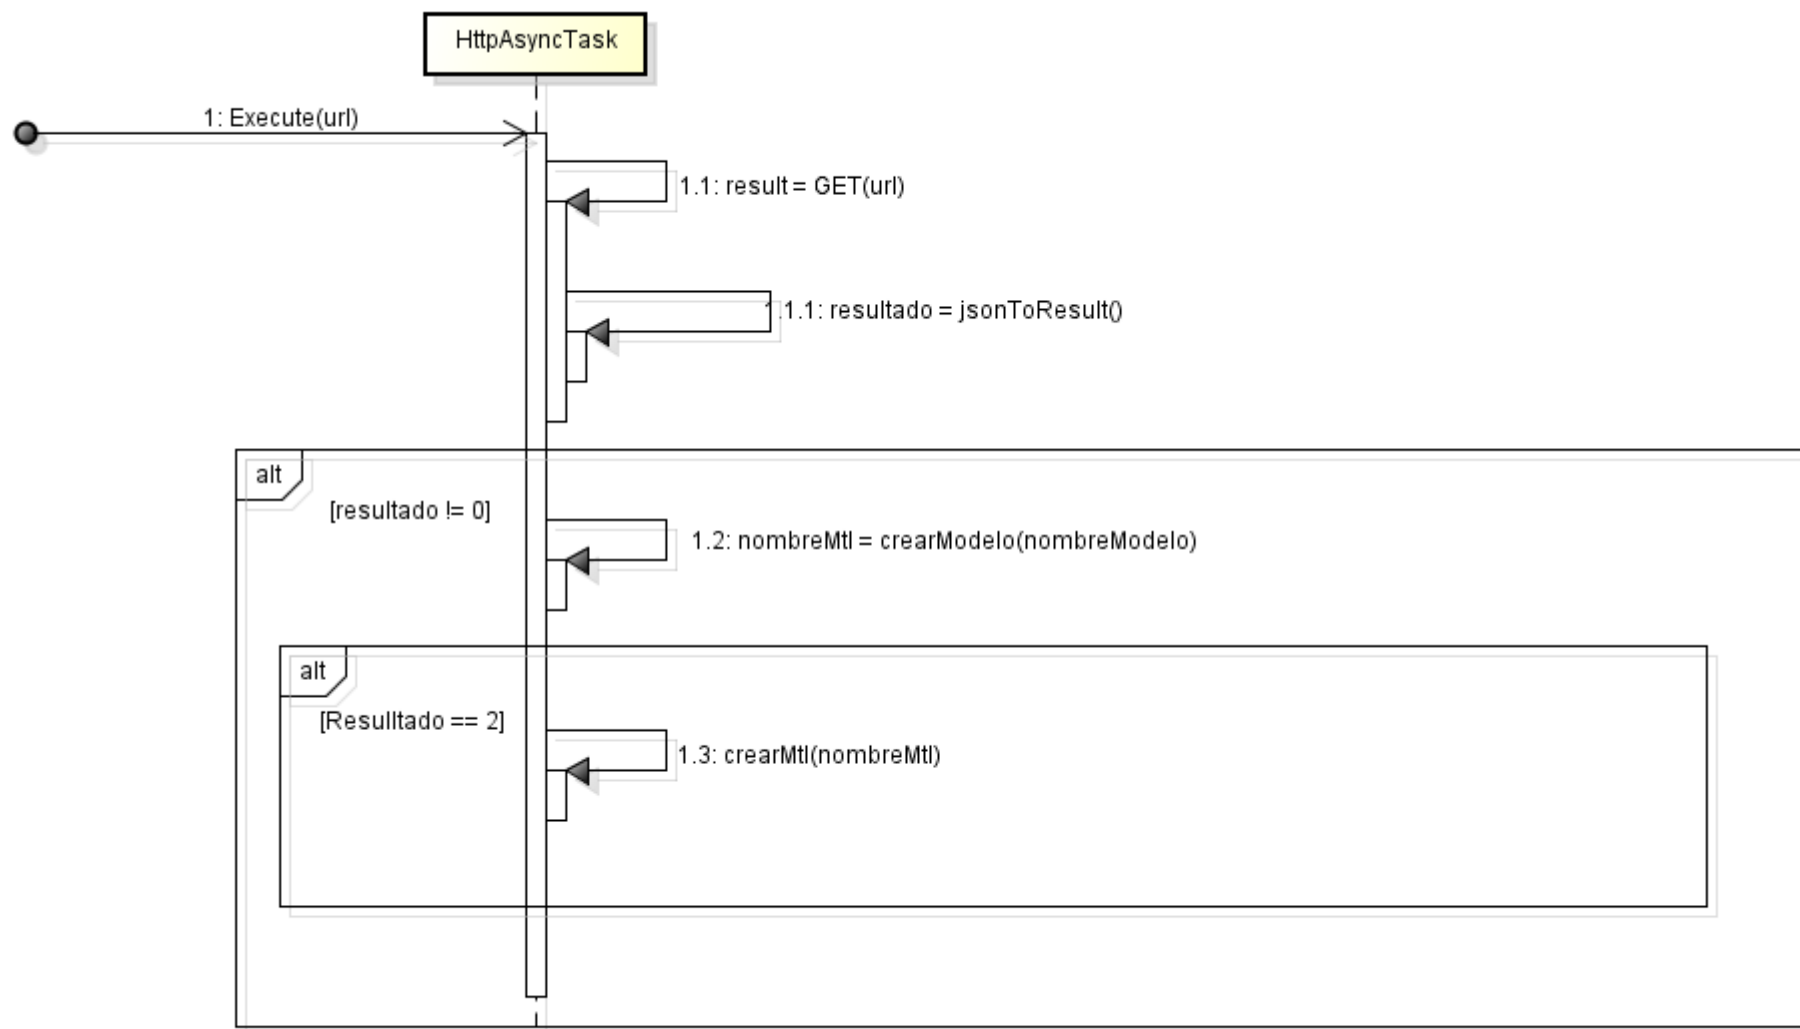 HttpAsyncTask
1: Execute(url)
1.1: result = GET(url)
1.1.1: resultado = jsonToResult()
alt
[resultado != 0]
1.2: nombreMtl = crearModelo(nombreModelo)
alt
[Resulltado == 2]
1.3: crearMtl(nombreMtl)